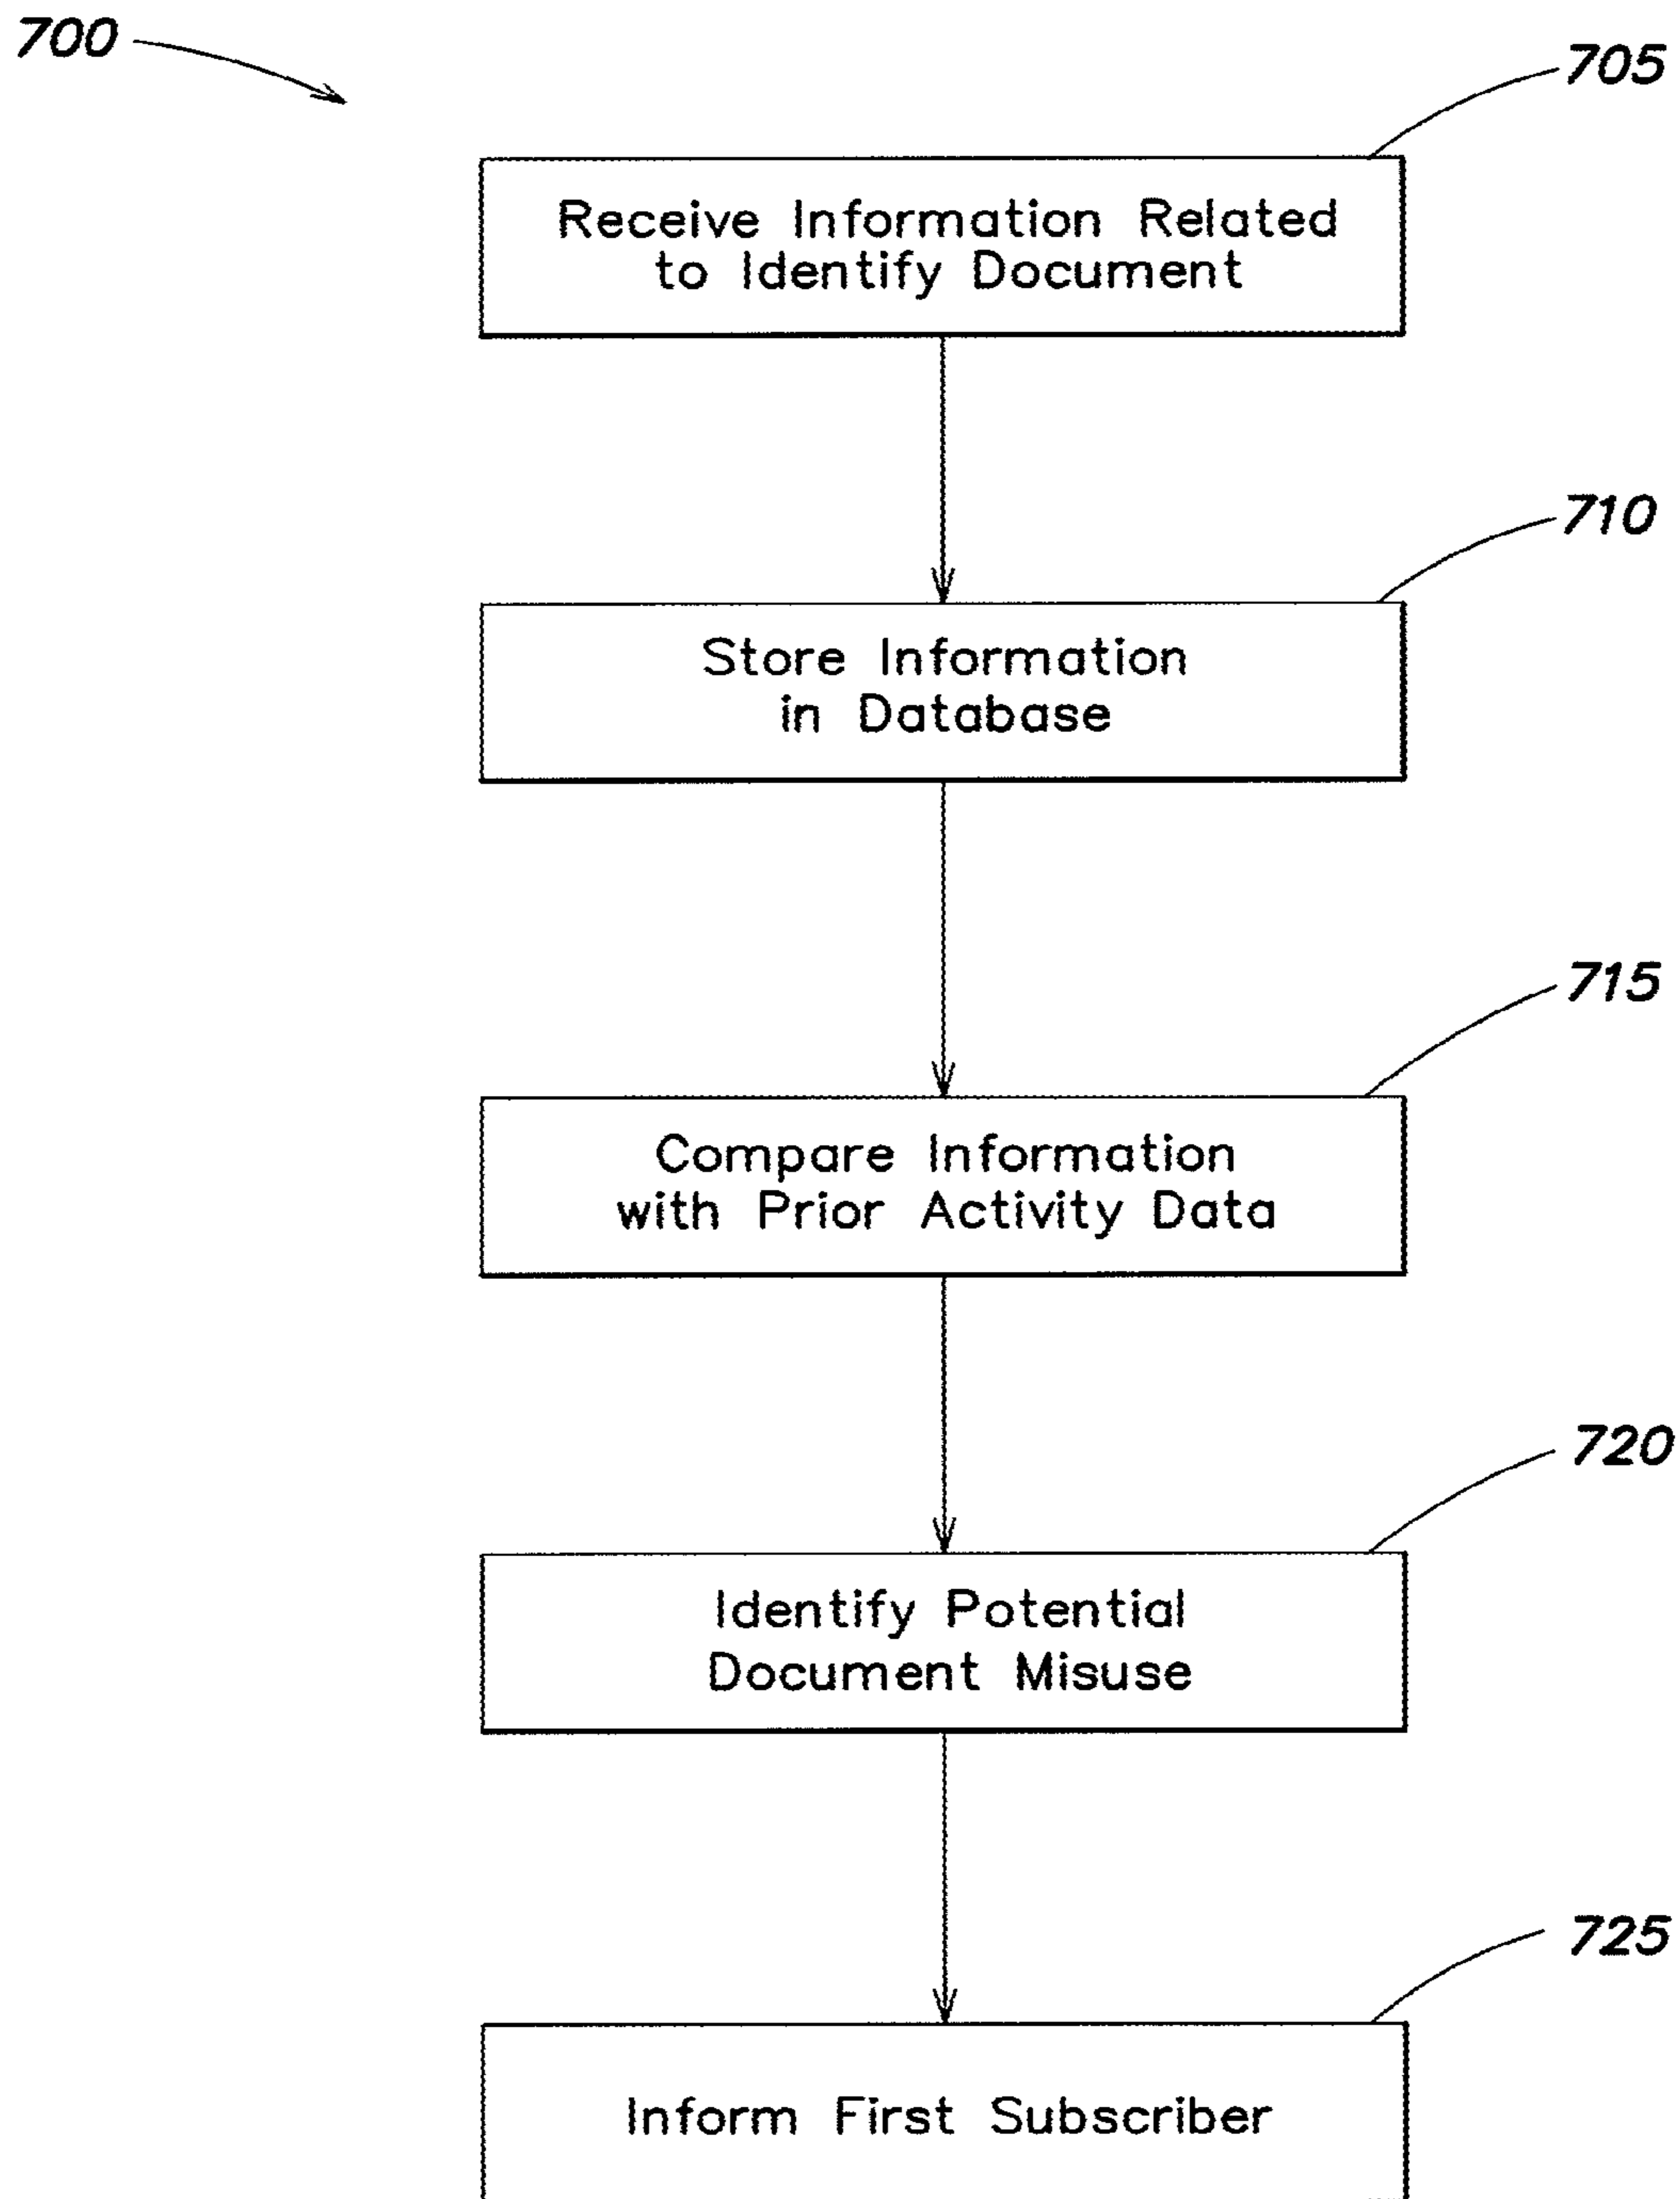 700
705
Receive Information Related
to Identify Document
710
Store Information
in Database
715
Compare Information
with Prior Activity Data
720
Identify Potential
Document Misuse
725
Inform First Subscriber